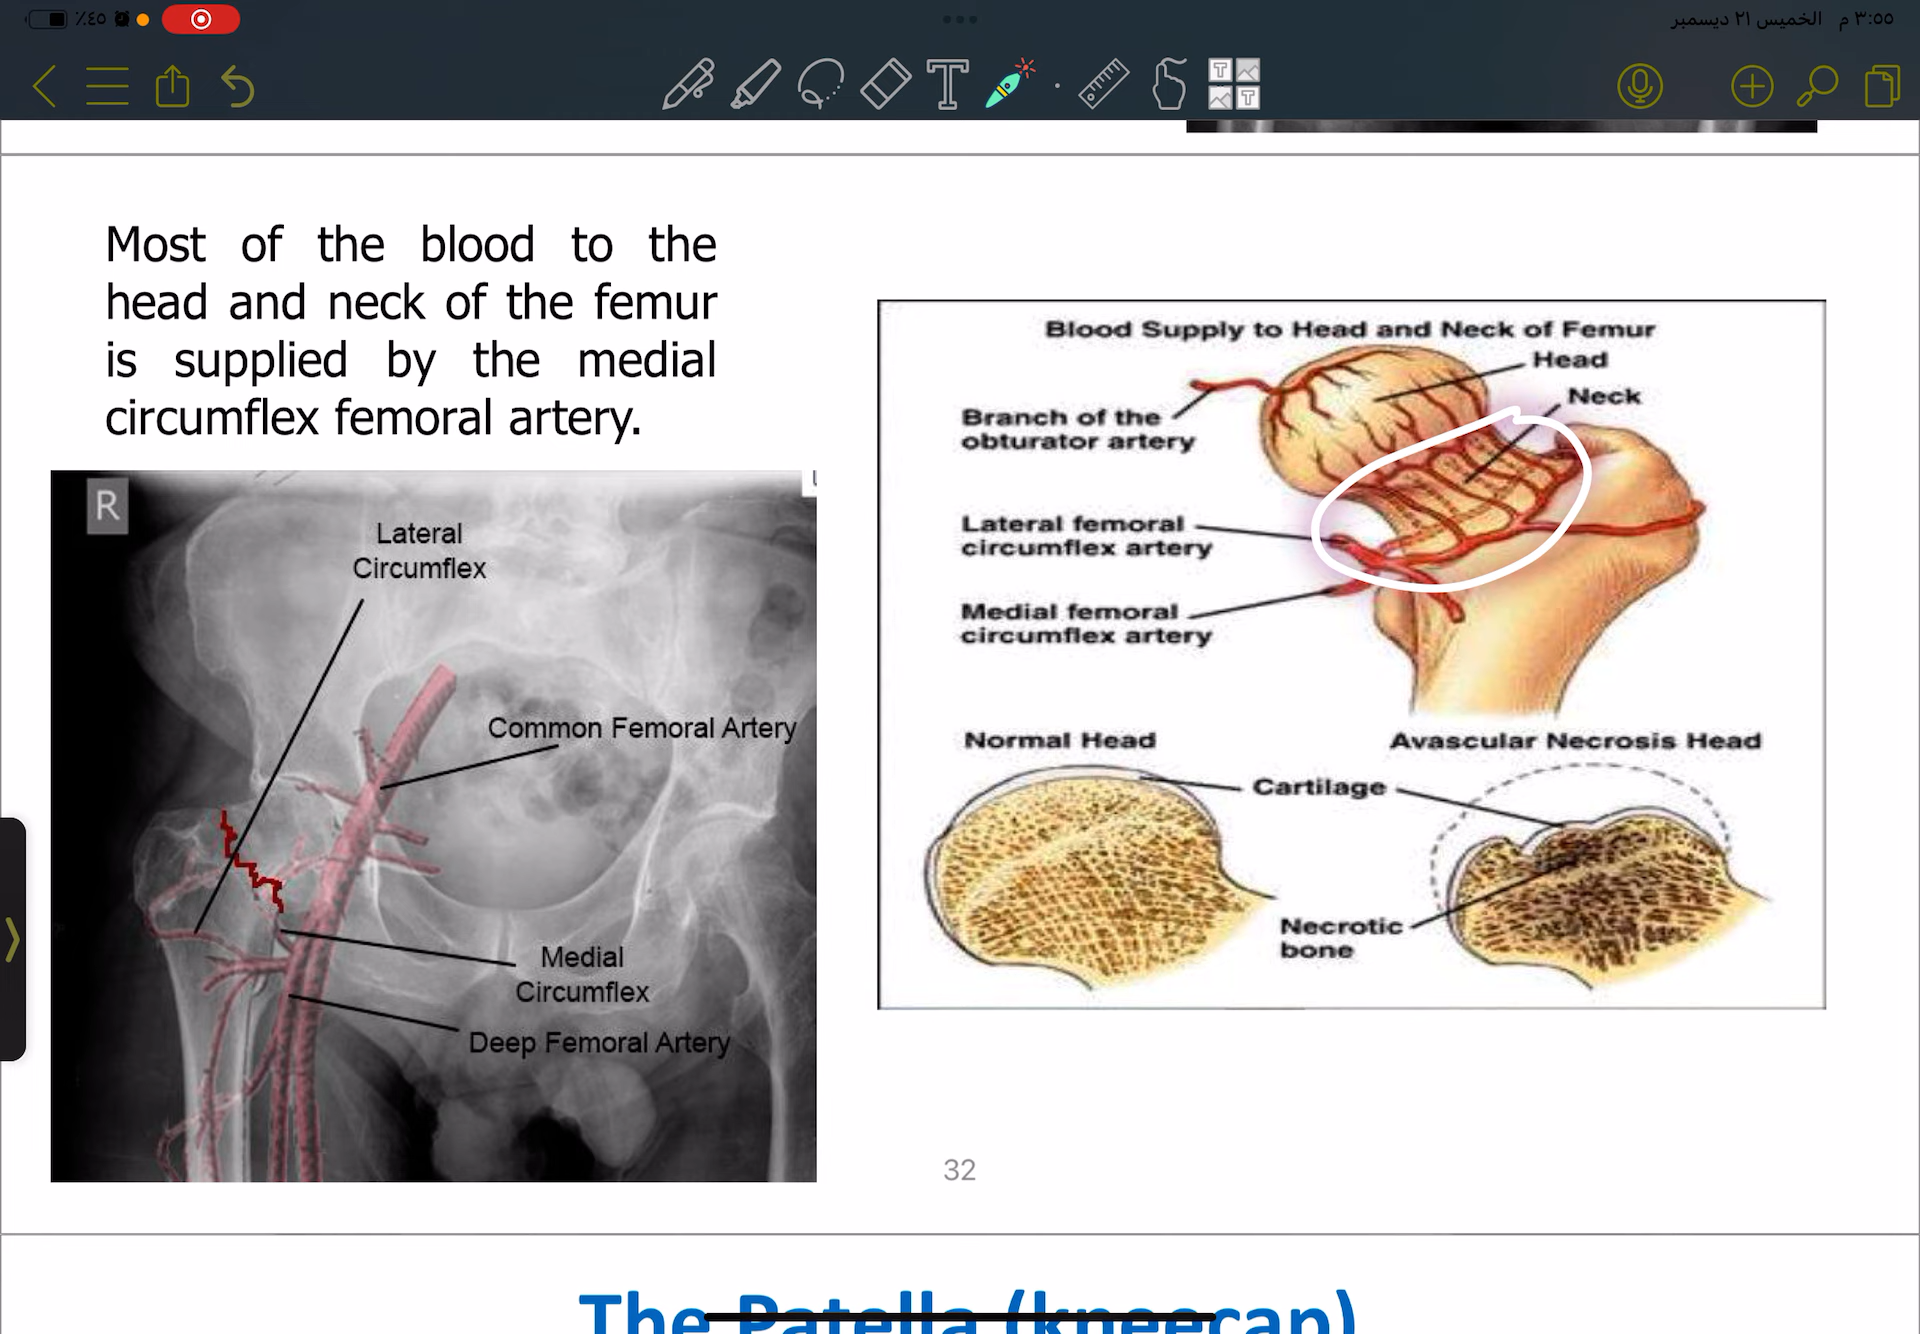 ٪٤٥
٣:٥٥ م الخميس ٢١ ديسمبر
Most of the blood to the
head and neck of the femur
is supplied by the medial
circumflex femoral artery.
R
Lateral
Circumflex
Common Femoral Artery
Medial
Circumflex
Deep Femoral Artery
Blood Supply to Head and Neck of Femur
Head
Neck
Branch of the
obturator artery
Lateral femoral
circumflex artery
Medial femoral
circumflex artery
Normal Head
Avascular Necrosis Head
Cartilage
Necrotic
bone
32
The Patella (kneecap)